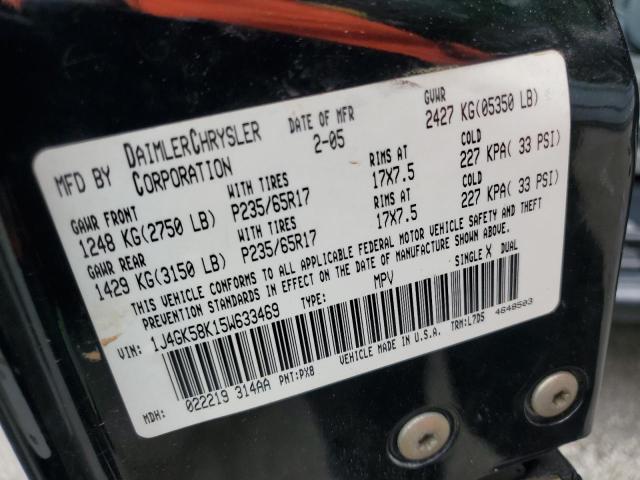 MFD BY DAIMLERCHRYSLER CORPORATION
DATE OF MFR 2-05
GVWR 2427 KG(05350 LB)
GAWR FRONT WITH TIRES RIMS AT COLD
1248 KG(2750 LB) P235/65R17 17X7.5 227 KPA( 33 PSI)
GAWR REAR WITH TIRES RIMS AT COLD
1429 KG(3150 LB) P235/65R17 17X7.5 227 KPA( 33 PSI)
THIS VEHICLE CONFORMS TO ALL APPLICABLE FEDERAL MOTOR VEHICLE SAFETY AND THEFT
PREVENTION STANDARDS IN EFFECT ON THE DATE OF MANUFACTURE SHOWN ABOVE.
VIN: 1J4GK58K15W633469 TYPE: MPV SINGLE X DUAL
MDH: 022219 314AA PNT:PX8 VEHICLE MADE IN U.S.A. TRM:L7D5 4648503